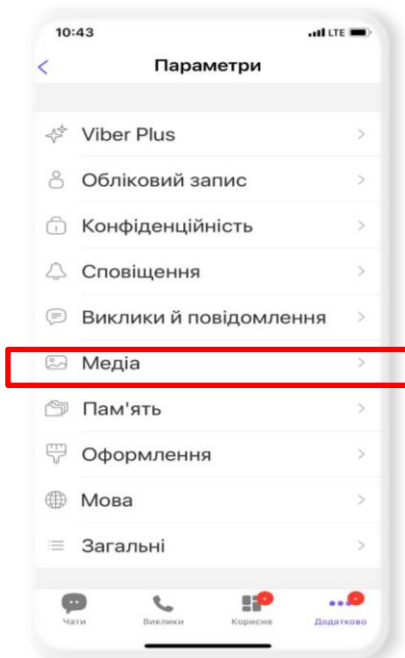 10:43 LTE
Параметри
Viber Plus
Обліковий запис
Конфіденційність
Сповіщення
Виклики й повідомлення
Медіа
Пам'ять
Оформлення
Мова
Загальні
Чати Виклики Корисне Додатково